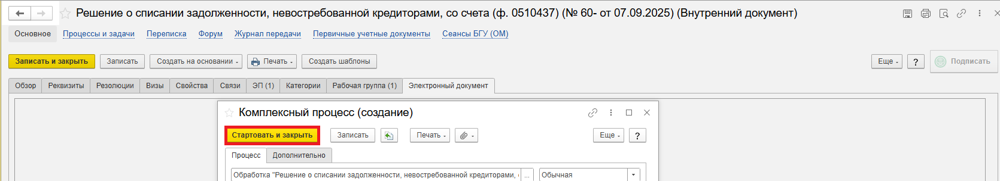 Решение о списании задолженности, невостребованной кредиторами, со счета (ф. 0510437) (№ 60- от 07.09.2025) (Внутренний документ)
Основное Процессы и задачи Переписка Форум Журнал передачи Первичные учетные документы Сеансы БГУ (ОМ)
Записать и закрыть Записать Создать на основании Печать Создать шаблоны Еще ? Подписать
Обзор Реквизиты Резолюции Визы Свойства Связи ЭП (1) Категории Рабочая группа (1) Электронный документ
Комплексный процесс (создание)
Стартовать и закрыть Записать Печать Еще ?
Процесс Дополнительно
Обработка "Решение о списании задолженности, невостребованной кредиторами, ... Обычная